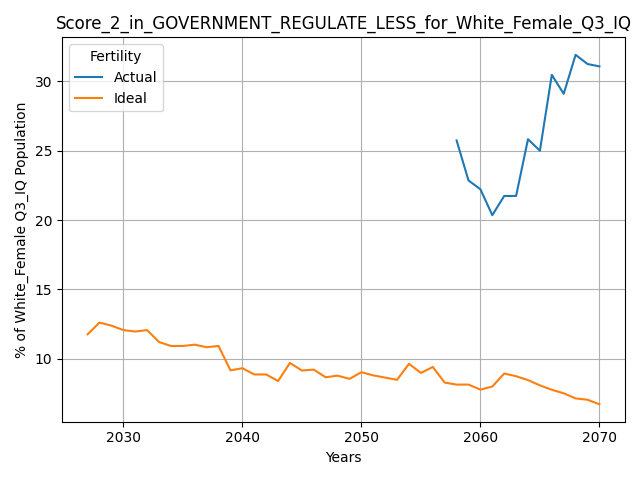 Score_2_in_GOVERNMENT_REGULATE_LESS_for_White_Female_Q3_IQ
Fertility
Actual
Ideal
30
25
20
15
10
% of White_Female Q3_IQ Population
2030 2040 2050 2060 2070
Years